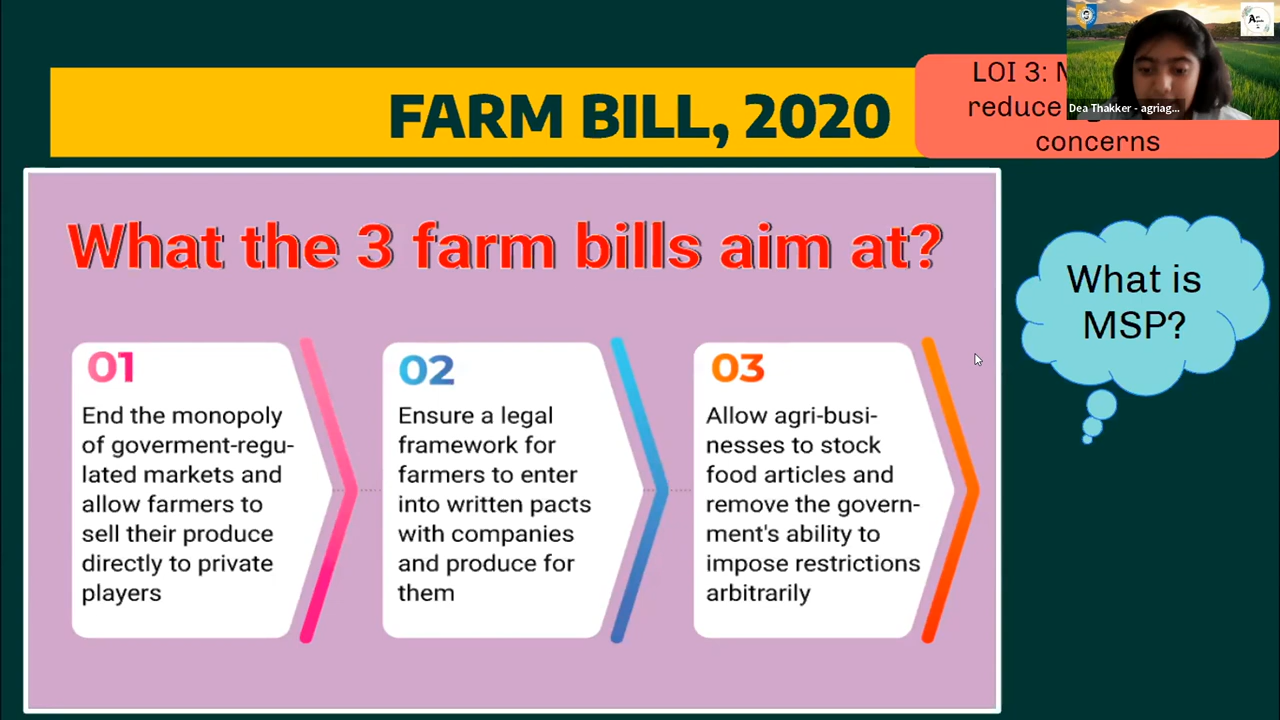 FARM BILL, 2020
LOI 3:
reduce
concerns
Dea Thakker - agriag...
What the 3 farm bills aim at?
What is
MSP?
01
End the monopoly
of goverment-regu-
lated markets and
allow farmers to
sell their produce
directly to private
players
02
Ensure a legal
framework for
farmers to enter
into written pacts
with companies
and produce for
them
03
Allow agri-busi-
nesses to stock
food articles and
remove the govern-
ment's ability to
impose restrictions
arbitrarily